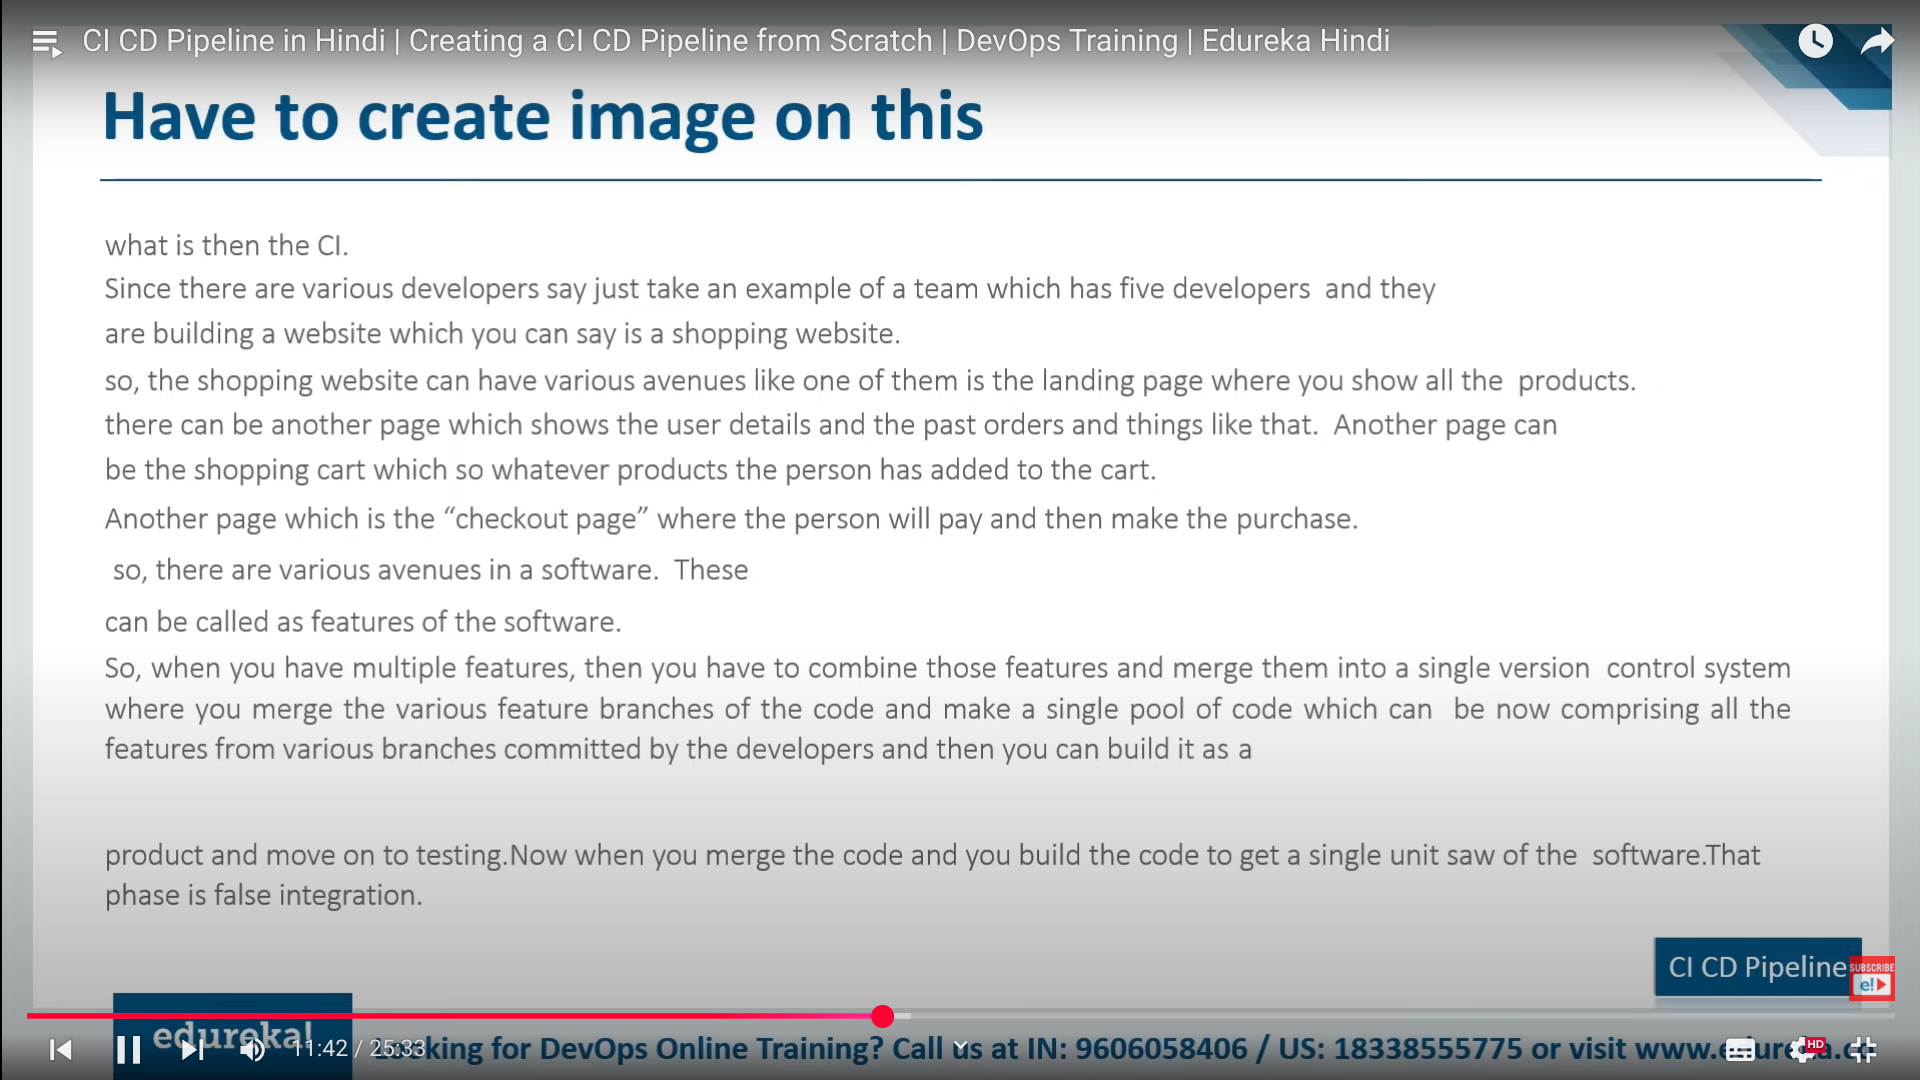 CI CD Pipeline in Hindi | Creating a CI CD Pipeline from Scratch | DevOps Training | Edureka Hindi
Have to create image on this
what is then the CI.
Since there are various developers say just take an example of a team which has five developers and they
are building a website which you can say is a shopping website.
so, the shopping website can have various avenues like one of them is the landing page where you show all the products.
there can be another page which shows the user details and the past orders and things like that. Another page can
be the shopping cart which so whatever products the person has added to the cart.
Another page which is the “checkout page” where the person will pay and then make the purchase.
so, there are various avenues in a software. These
can be called as features of the software.
So, when you have multiple features, then you have to combine those features and merge them into a single version control system
where you merge the various feature branches of the code and make a single pool of code which can be now comprising all the
features from various branches committed by the developers and then you can build it as a
product and move on to testing.Now when you merge the code and you build the code to get a single unit saw of the software.That
phase is false integration.
CI CD Pipeline
SUBSCRIBE
e!
edureka!
11:42 / 25:33
for DevOps Online Training? Call us at IN: 9606058406 / US: 18338555775 or visit
HD